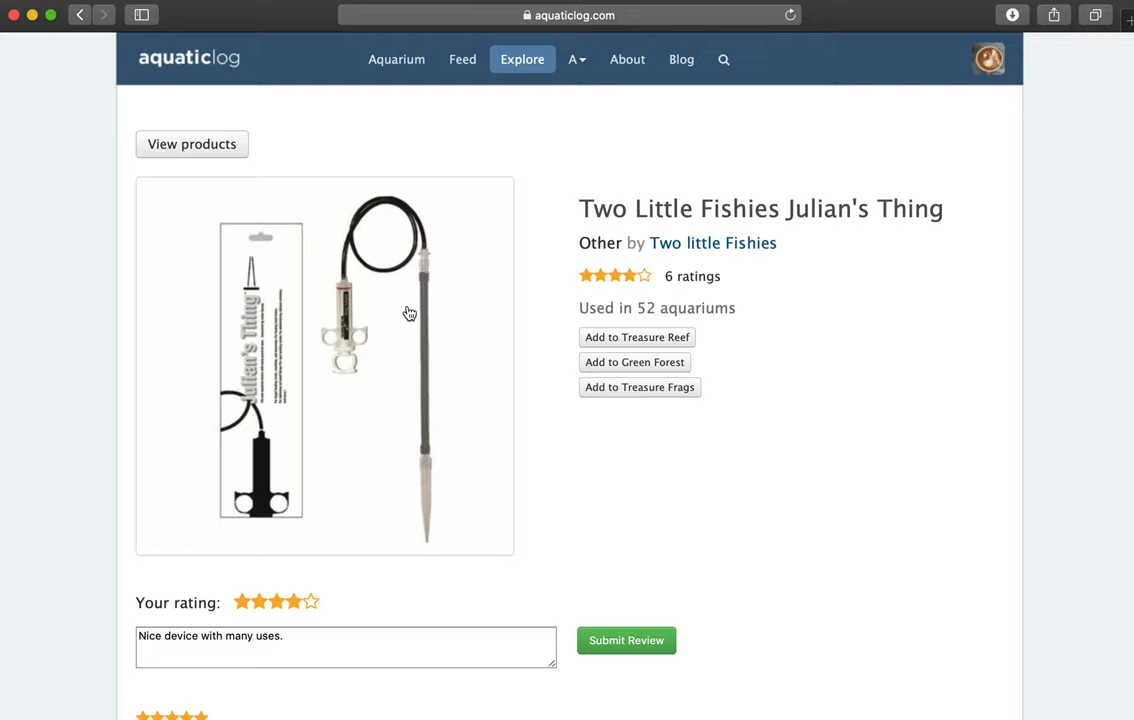 aquaticlog.com
aquaticlog
Aquarium
Feed
Explore
A
About
Blog
View products
Julian's Thing
Two Little Fishies Julian's Thing
Other by Two little Fishies
6 ratings
Used in 52 aquariums
Add to Treasure Reef
Add to Green Forest
Add to Treasure Frags
Your rating:
Nice device with many uses.
Submit Review